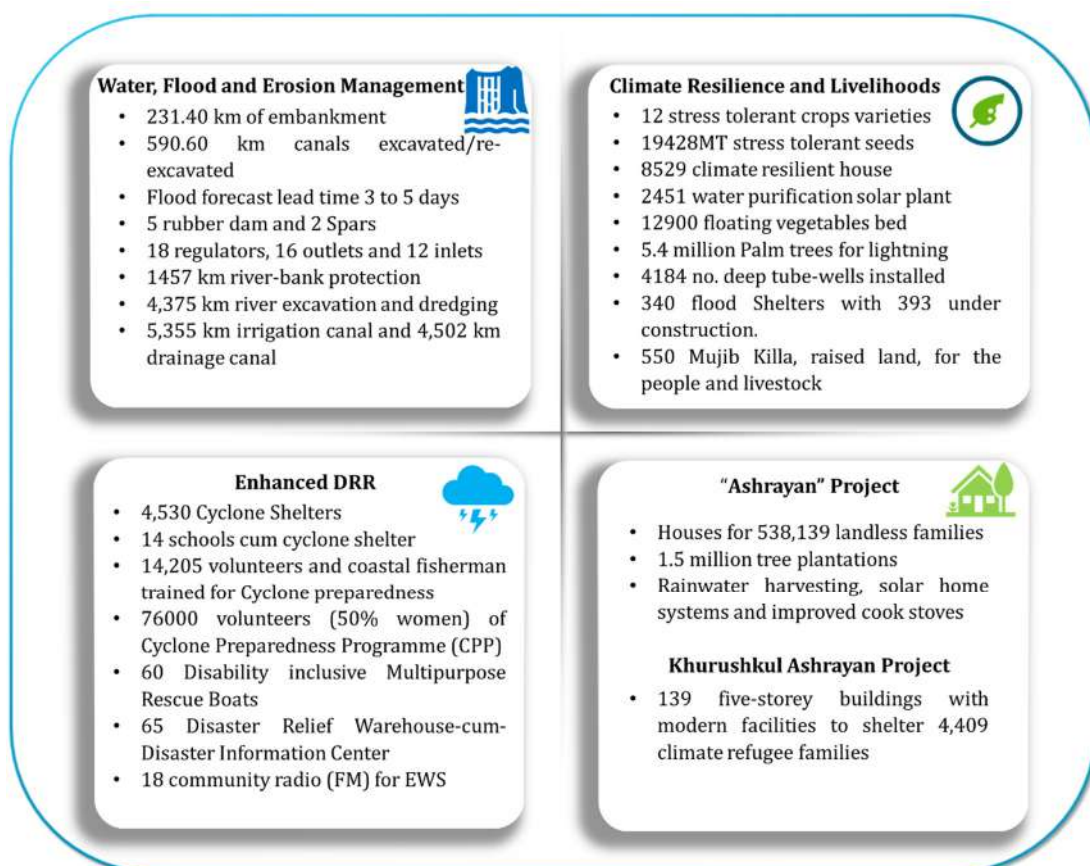 Water, Flood and Erosion Management
• 231.40 km of embankment
• 590.60 km canals excavated/re-
excavated
• Flood forecast lead time 3 to 5 days
• 5 rubber dam and 2 Spars
• 18 regulators, 16 outlets and 12 inlets
• 1457 km river-bank protection
• 4,375 km river excavation and dredging
• 5,355 km irrigation canal and 4,502 km
drainage canal
Climate Resilience and Livelihoods
• 12 stress tolerant crops varieties
• 19428MT stress tolerant seeds
• 8529 climate resilient house
• 2451 water purification solar plant
• 12900 floating vegetables bed
• 5.4 million Palm trees for lightning
• 4184 no. deep tube-wells installed
• 340 flood Shelters with 393 under
construction.
• 550 Mujib Killa, raised land, for the
people and livestock
Enhanced DRR
• 4,530 Cyclone Shelters
• 14 schools cum cyclone shelter
• 14,205 volunteers and coastal fisherman
trained for Cyclone preparedness
• 76000 volunteers (50% women) of
Cyclone Preparedness Programme (CPP)
• 60 Disability inclusive Multipurpose
Rescue Boats
• 65 Disaster Relief Warehouse-cum-
Disaster Information Center
• 18 community radio (FM) for EWS
“Ashrayan” Project
• Houses for 538,139 landless families
• 1.5 million tree plantations
• Rainwater harvesting, solar home
systems and improved cook stoves
Khurushkul Ashrayan Project
• 139 five-storey buildings with
modern facilities to shelter 4,409
climate refugee families